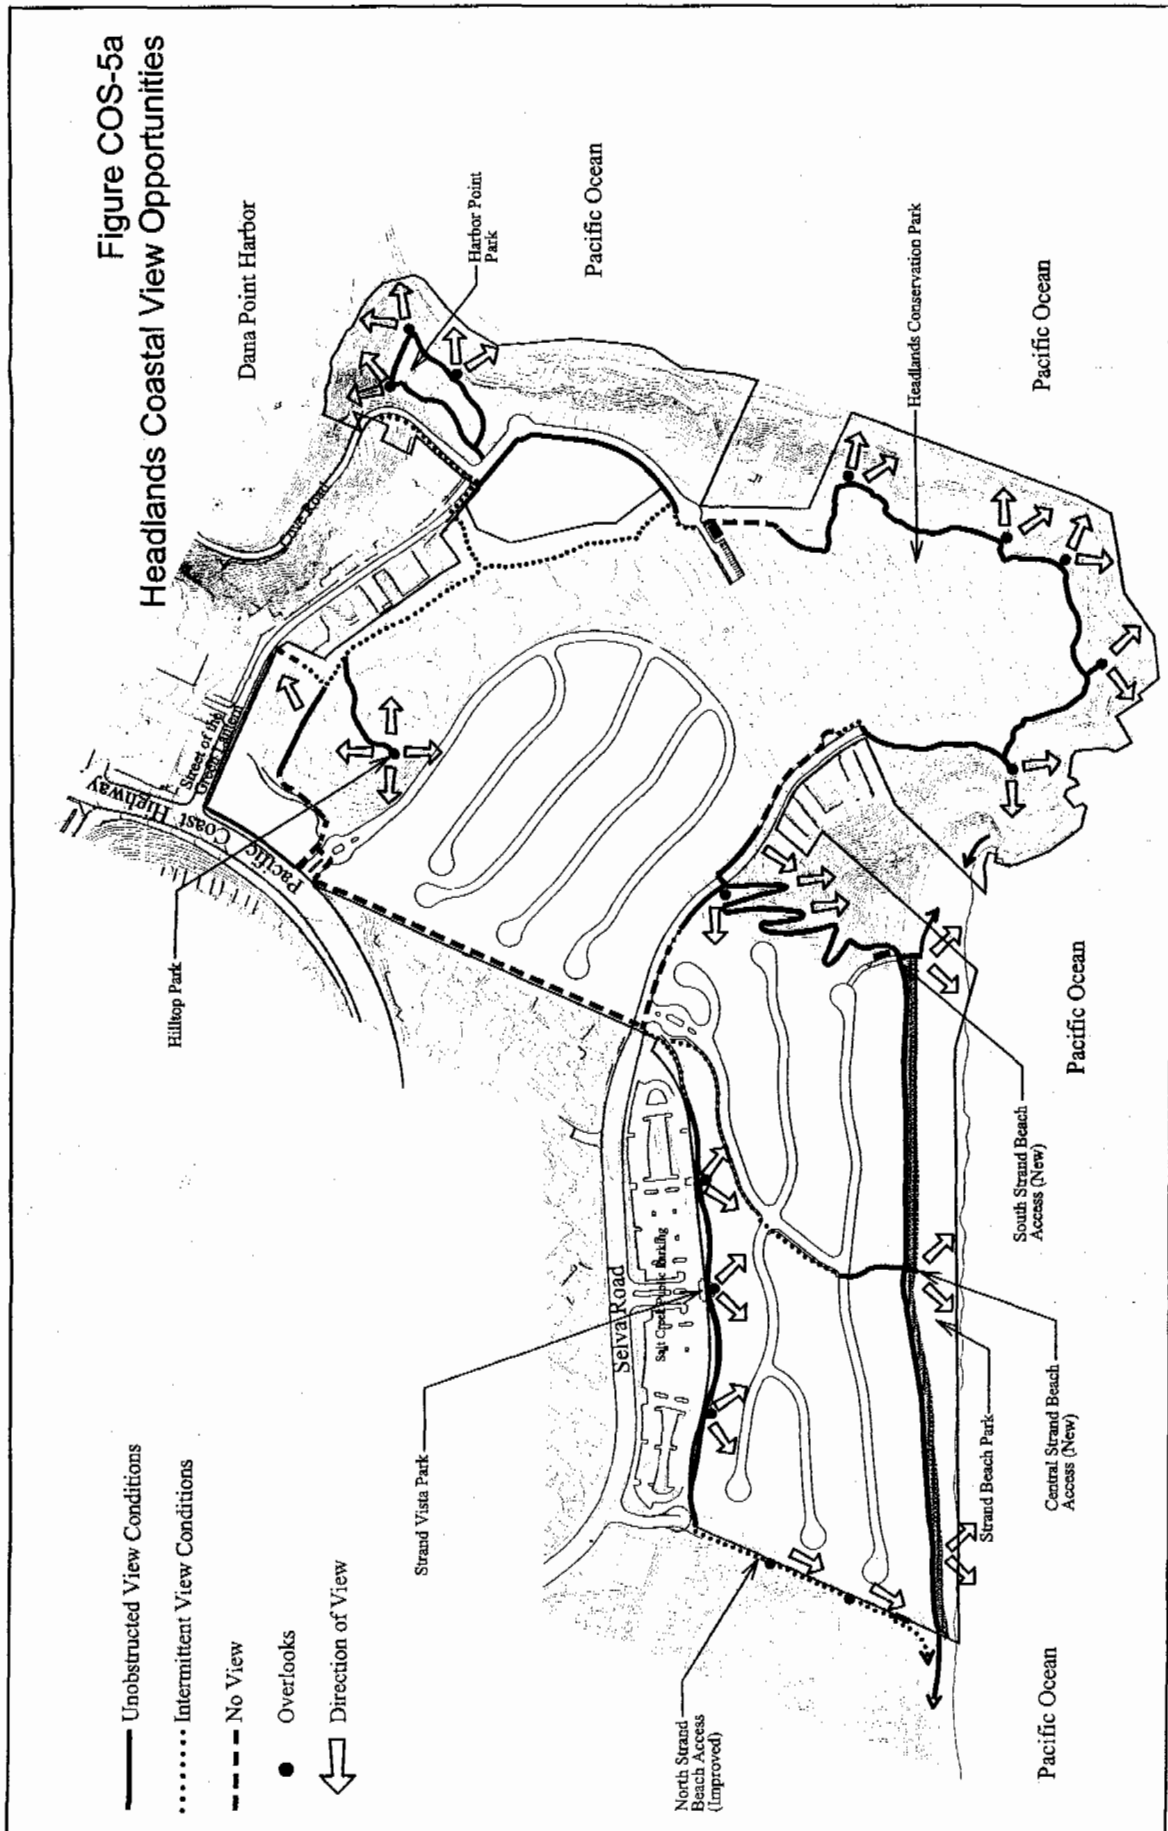 Figure COS-5a
Headlands Coastal View Opportunities
Unobstructed View Conditions
Intermittent View Conditions
No View
Overlooks
Direction of View
Dana Point Harbor
Harbor Point
Park
Pacific Ocean
Headlands Conservation Park
Pacific Ocean
Cove Road
Street of the
Green Lantern
Pacific Coast Highway
Hilltop Park
Selva Road
Salt Creek Public Parking
Strand Vista Park
North Strand
Beach Access
(Improved)
Strand Beach Park
Central Strand Beach
Access (New)
South Strand Beach
Access (New)
Pacific Ocean
Pacific Ocean